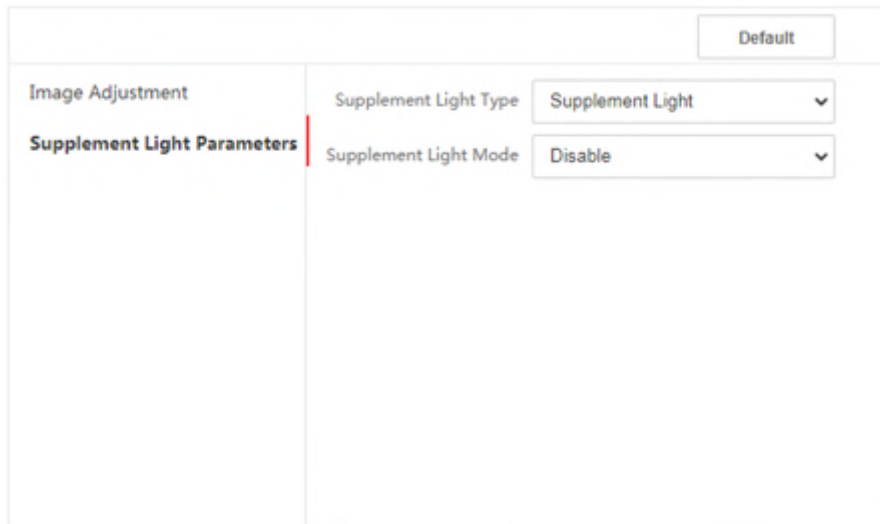 Default
Image Adjustment
Supplement Light Parameters
Supplement Light Type
Supplement Light
Supplement Light Mode
Disable